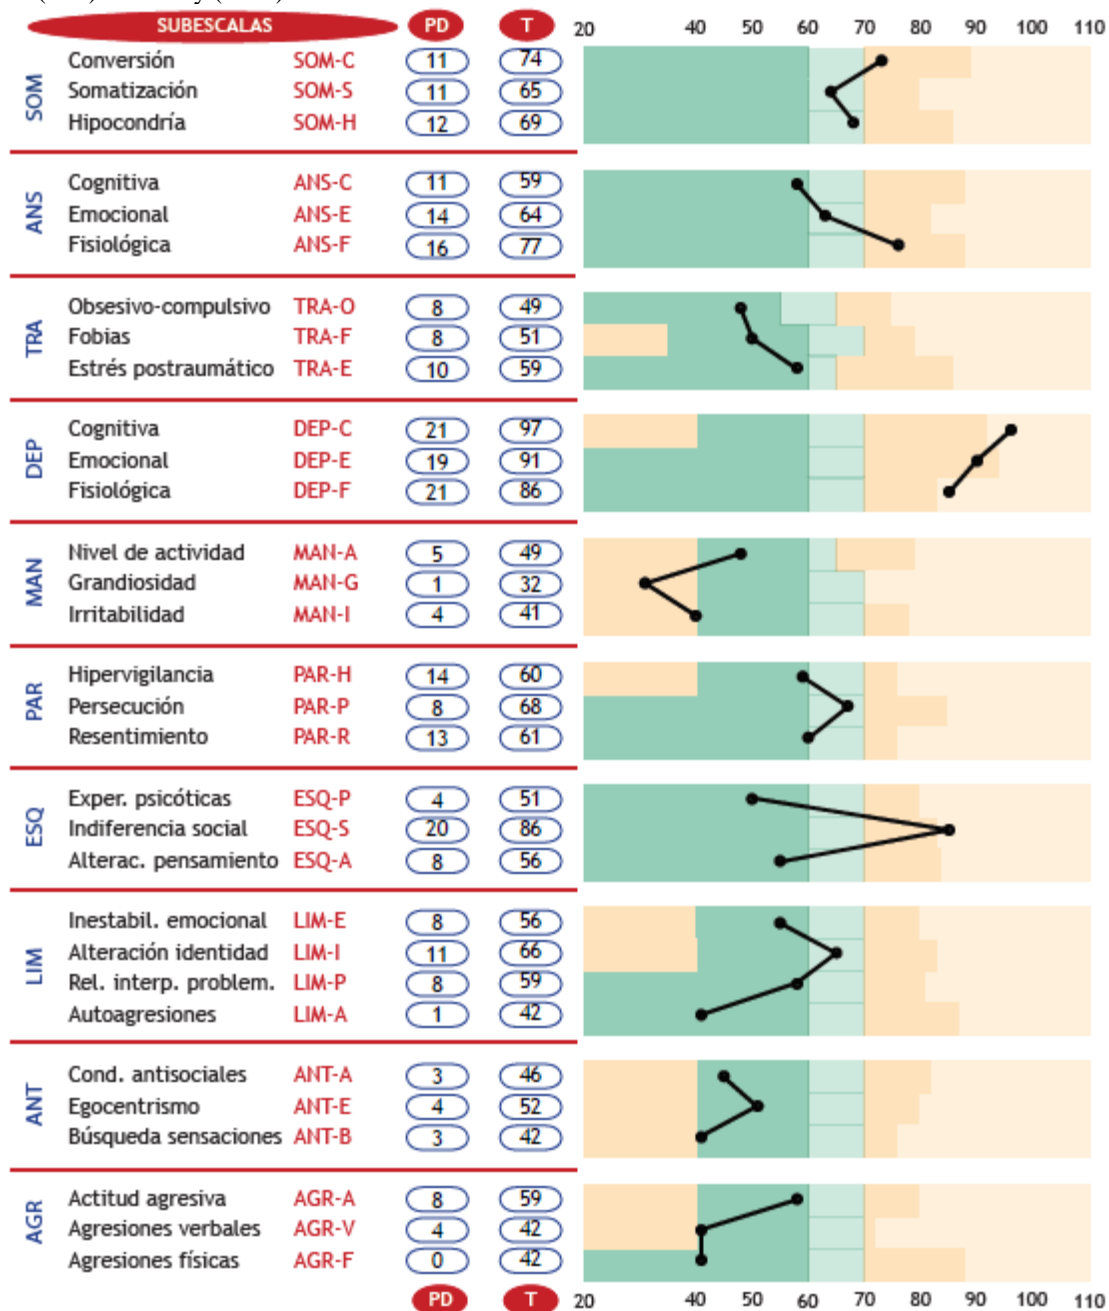 SUBESCALAS PD T 20 40 60 70 80 90 100 110
SOM
Conversión SOM-C 11 74
Somatización SOM-S 11 65
Hipocondría SOM-H 12 69
ANS
Cognitiva ANS-C 11 59
Emocional ANS-E 14 64
Fisiológica ANS-F 16 77
TRA
Obsesivo-compulsivo TRA-O 8 49
Fobias TRA-F 8 51
Estrés postraumático TRA-E 10 59
DEP
Cognitiva DEP-C 21 97
Emocional DEP-E 19 91
Fisiológica DEP-F 21 86
MAN
Nivel de actividad MAN-A 5 49
Grandiosidad MAN-G 1 32
Irritabilidad MAN-I 4 41
PAR
Hipervigilancia PAR-H 14 60
Persecución PAR-P 8 68
Resentimiento PAR-R 13 61
ESQ
Exper. psicóticas ESQ-P 4 51
Indiferencia social ESQ-S 20 86
Alterac. pensamiento ESQ-A 8 56
LIM
Inestabil. emocional LIM-E 8 56
Alteración identidad LIM-I 11 66
Rel. interp. problem. LIM-P 8 59
Autoagresiones LIM-A 1 42
ANT
Cond. antisociales ANT-A 3 46
Egocentrismo ANT-E 4 52
Búsqueda sensaciones ANT-B 3 42
AGR
Actitud agresiva AGR-A 8 59
Agresiones verbales AGR-V 4 42
Agresiones físicas AGR-F 0 42
PD T 20 40 60 70 80 90 100 110